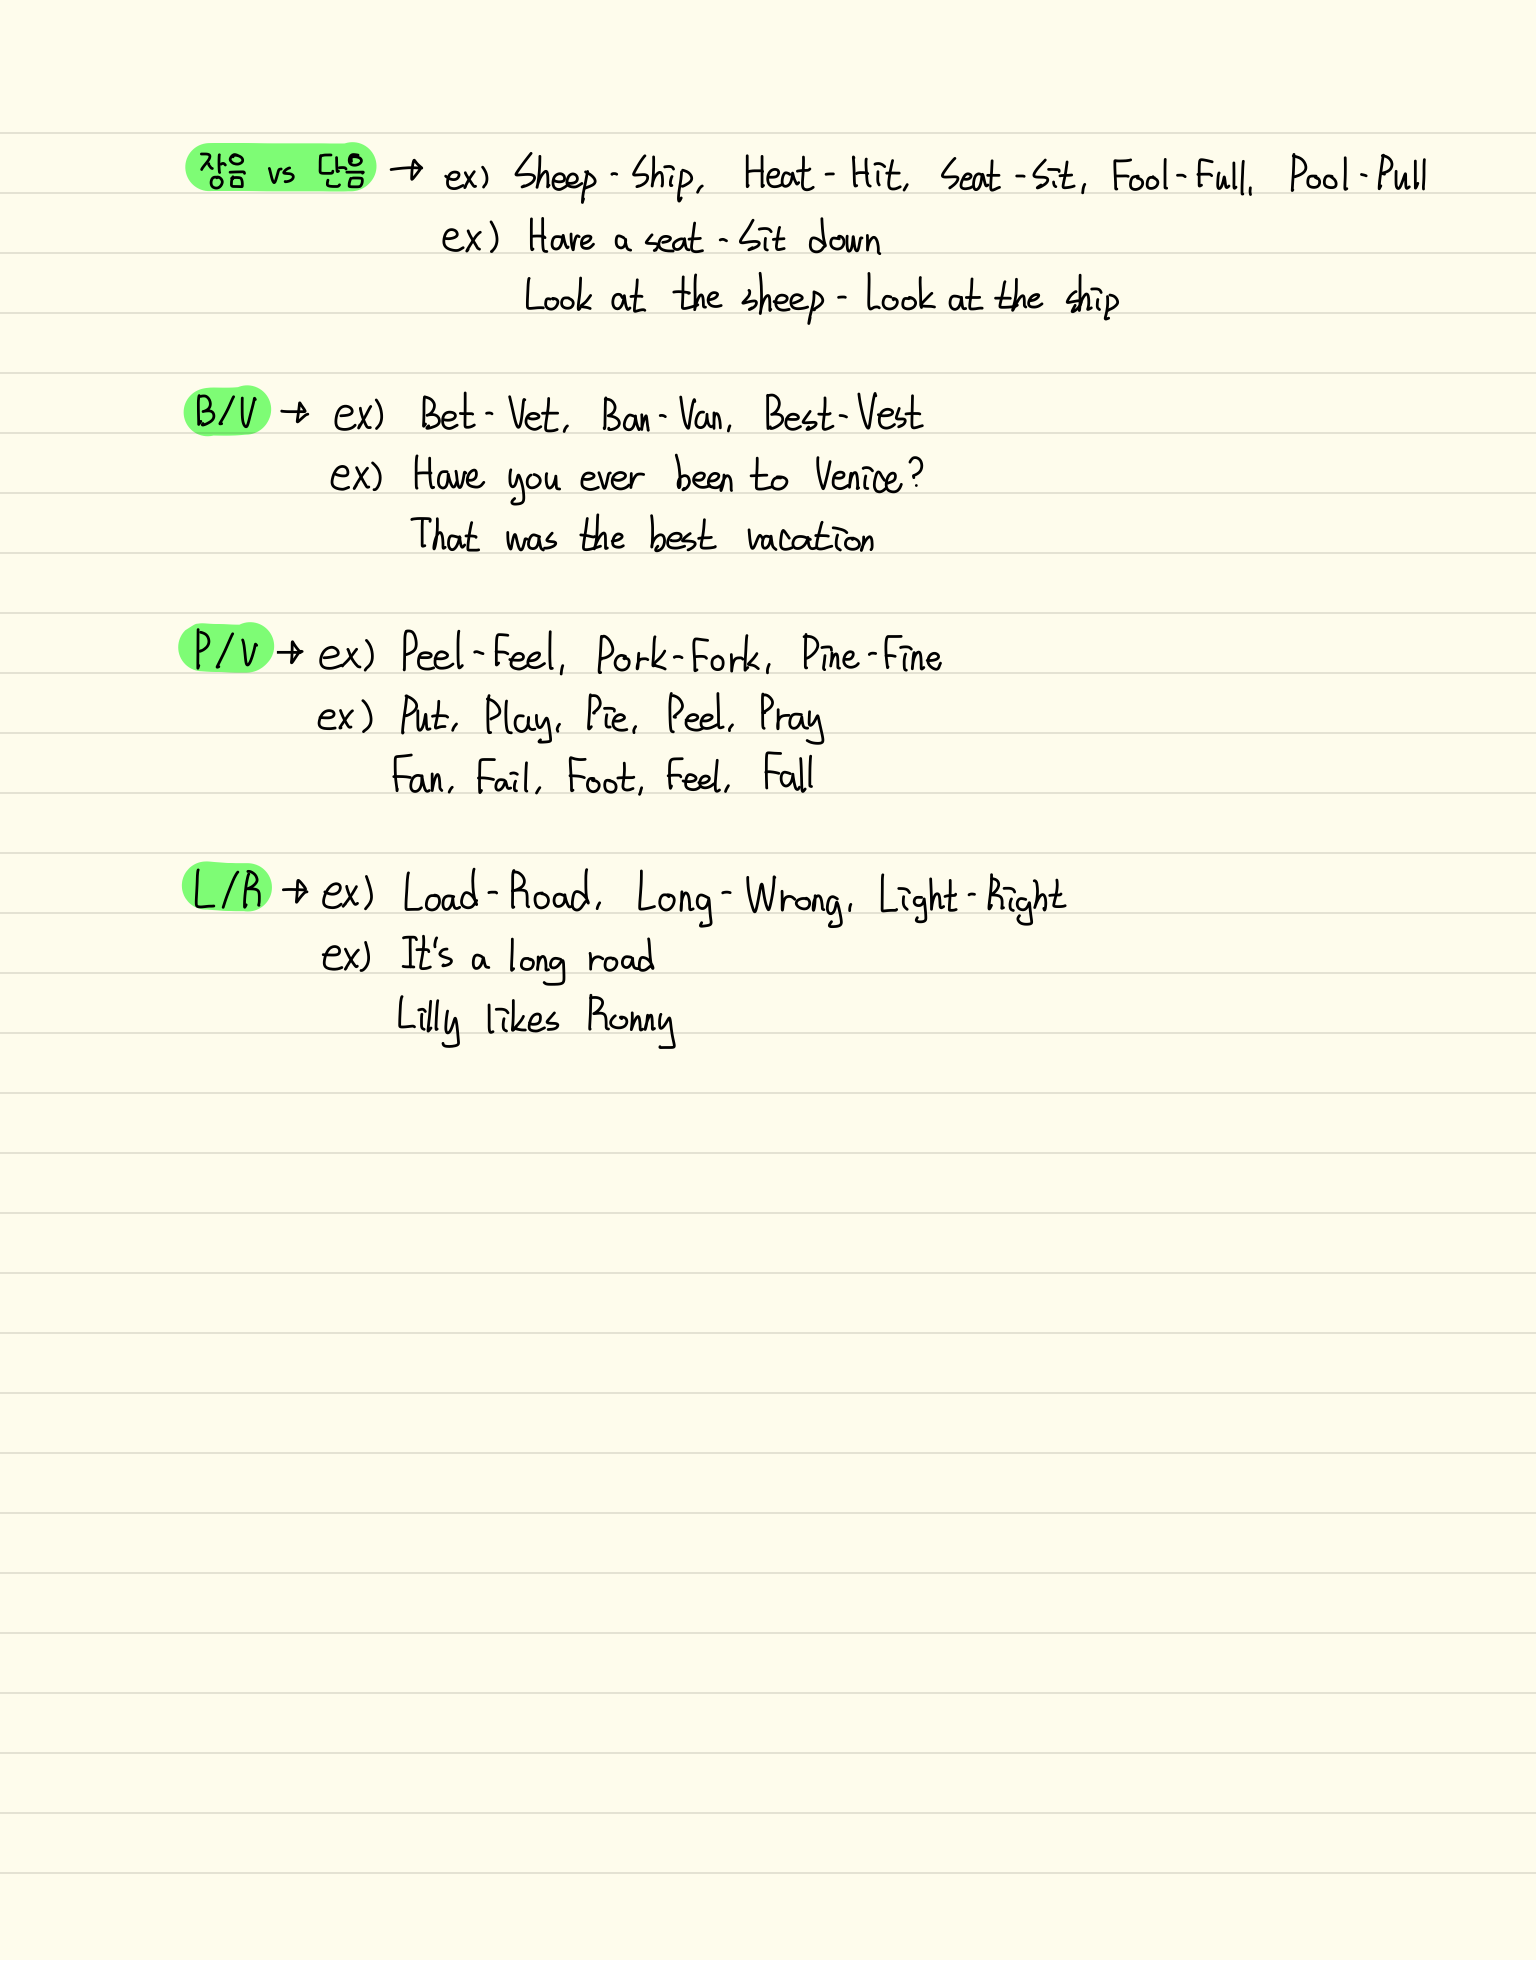 장음 vs 단음 → ex) Sheep - Ship, Heat - Hit, Seat - Sit, Fool - Full, Pool - Pull
ex) Have a seat - Sit down
Look at the sheep - Look at the ship
B/V → ex) Bet - Vet, Ban - Van, Best - Vest
ex) Have you ever been to Venice?
That was the best vacation
P/V → ex) Peel - Feel, Pork - Fork, Pine - Fine
ex) Put, Play, Pie, Peel, Pray
Fan, Fail, Foot, Feel, Fall
L/R → ex) Load - Road, Long - Wrong, Light - Right
ex) It's a long road
Lilly likes Ronny